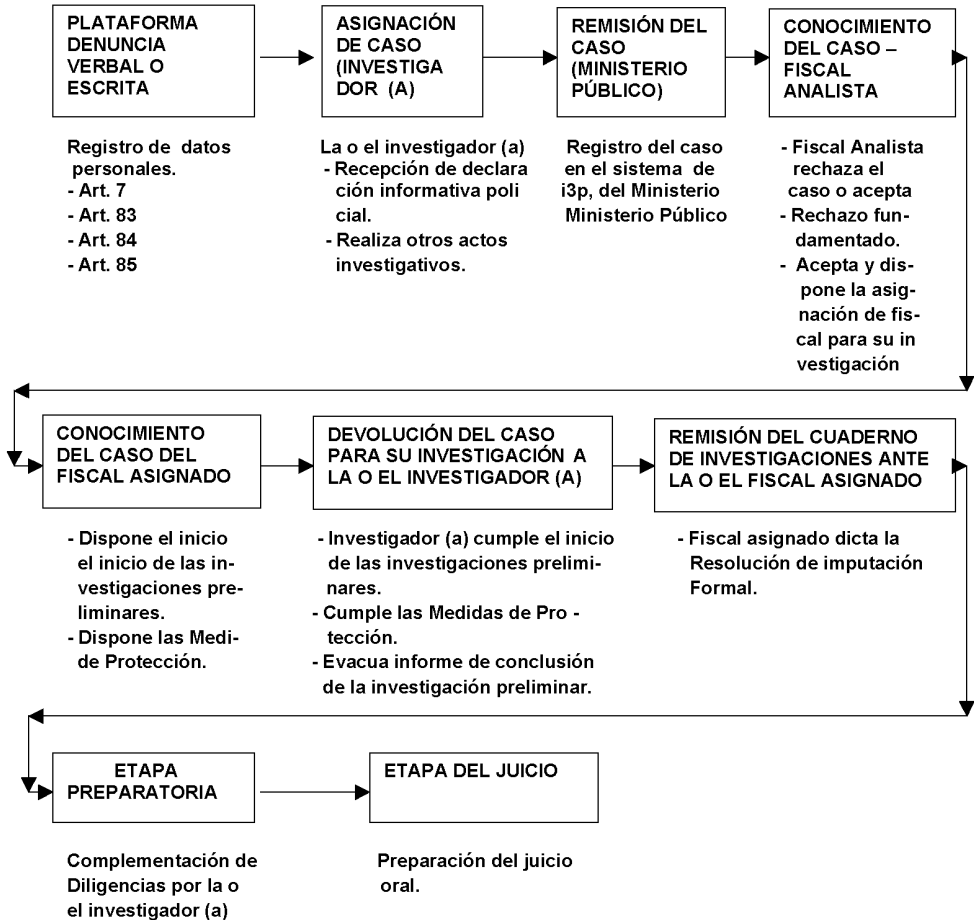 PLATAFORMA
DENUNCIA
VERBAL O
ESCRITA
ASIGNACIÓN
DE CASO
(INVESTIGA
DOR (A)
REMISIÓN DEL
CASO
(MINISTERIO
PÚBLICO)
CONOCIMIENTO
DEL CASO –
FISCAL
ANALISTA
Registro de datos
personales.
- Art. 7
- Art. 83
- Art. 84
- Art. 85
La o el investigador (a)
- Recepción de declara
ción informativa poli
cial.
- Realiza otros actos
investigativos.
Registro del caso
en el sistema de
i3p, del Ministerio
Ministerio Público
- Fiscal Analista
rechaza el
caso o acepta
- Rechazo fun-
damentado.
- Acepta y dis-
pone la asig-
nación de fis-
cal para su in
vestigación
CONOCIMIENTO
DEL CASO DEL
FISCAL ASIGNADO
DEVOLUCIÓN DEL CASO
PARA SU INVESTIGACIÓN A
LA O EL INVESTIGADOR (A)
REMISIÓN DEL CUADERNO
DE INVESTIGACIONES ANTE
LA O EL FISCAL ASIGNADO
- Dispone el inicio
el inicio de las in-
vestigaciones pre-
liminares.
- Dispone las Medi-
de Protección.
- Investigador (a) cumple el inicio
de las investigaciones prelimi-
nares.
- Cumple las Medidas de Pro -
tección.
- Evacua informe de conclusión
de la investigación preliminar.
- Fiscal asignado dicta la
Resolución de imputación
Formal.
ETAPA
PREPARATORIA
ETAPA DEL JUICIO
Complementación de
Diligencias por la o
el investigador (a)
Preparación del juicio
oral.